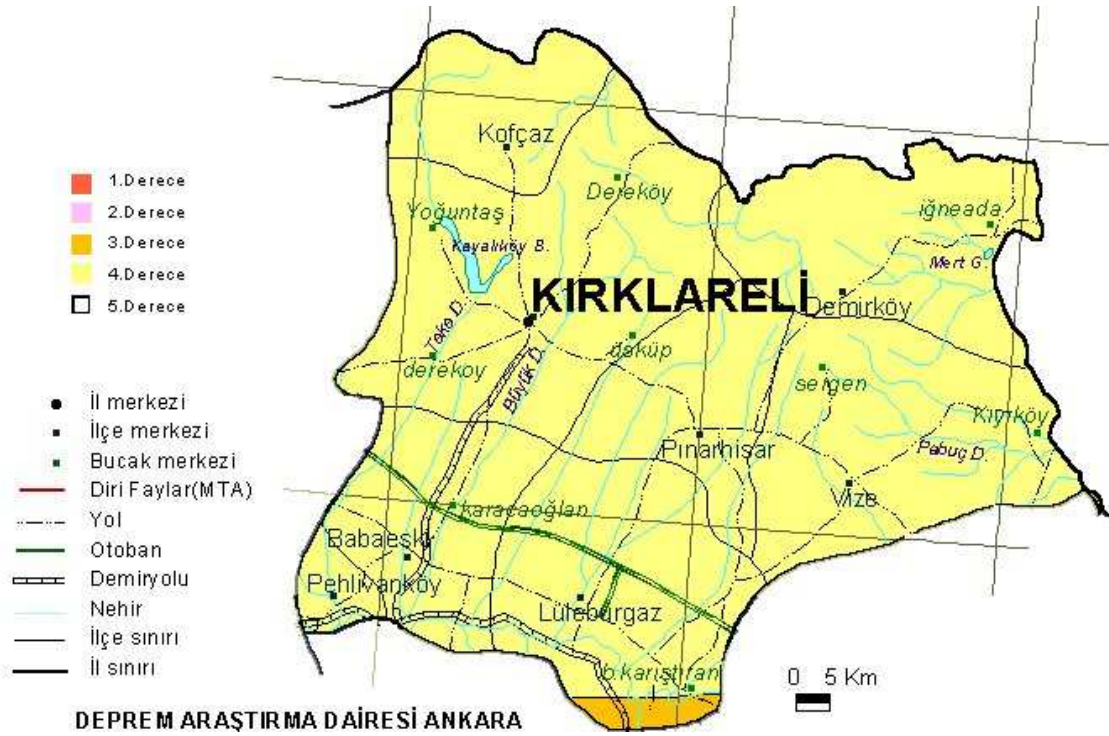 Kofçaz
1.Derece
2.Derece
3.Derece
4.Derece
5.Derece
Dereköy
Yoğuntaş
iğneada
Kayalıköy B.
Mert G.
KIRKLARELİ
Demirköy
Teke D.
üsküp
dereköy
Büyük D.
sergen
İl merkezi
İlçe merkezi
Bucak merkezi
Diri Faylar(MTA)
Yol
Otoban
Demiryolu
Nehir
İlçe sınırı
İl sınırı
Kıyıköy
Pınarhisar
Pabuç D.
Vize
karacaoğlan
Babaeski
Pehlivanköy
Lüleburgaz
b.karıştıran
0 5 Km
DEPREM ARAŞTIRMA DAİRESİ ANKARA